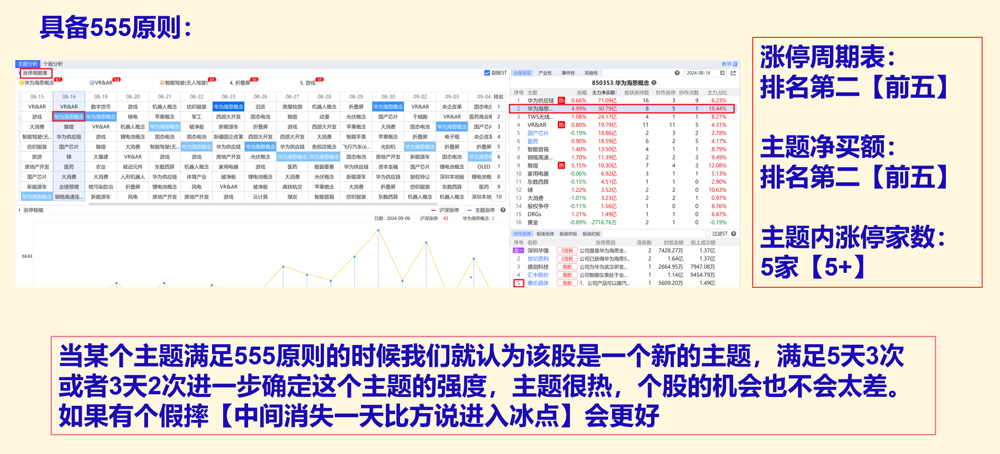 具备555原则：
主题分析 个股分析 教学
涨停周期表 剔除ST
1 华为海思概念 61 2 VR&AR 54 3 智能驾驶(无人驾驶) 45 4. 折叠屏 36 5. 游戏 35
08-15 08-16 08-19 08-20 08-21 08-22 08-23 08-26 08-27 08-28 08-29 08-30 09-02 09-03 09-04 排名
VR&AR VR&AR 数字货币 游戏 机器人概念 纺织服装 华为海思概念 旧改 房屋检测 机器人概念 折叠屏 华为海思概念 VR&AR 央企改革 固态电池 1
游戏 华为海思概念 华为海思概念 核电 苹果概念 军工 西部大开发 固态电池 猴痘 动漫 光伏概念 国产芯片 干细胞 VR&AR 医药商业概 2
大消费 猴痘 VR&AR 机器人概念 华为海思概念 破净股 新能源车 折叠屏 游戏 西部大开发 苹果概念 大消费 固态电池 华为海思概念 国产芯片 3
智能驾驶(无... 华为供应链 游戏 锂电池概念 固态电池 固态电池 新疆国企改革 西部大开发 西部大开发 大消费 智能手表 苹果概念 折叠屏 电子烟 央企改革 4
纺织服装 国产芯片 猴痘 大消费 智能驾驶(无... 华为海思概念 华为供应链 华为海思概念 华为供应链 免税店概念 飞行汽车(e... 光刻机 华为海思概念 折叠屏 折叠屏 5
旅游 锑 大基建 VR&AR 游戏 游戏 房地产开发 光伏概念 华为海思概念 华为海思概念 固态电池 房地产开发 新能源车 固态电池 华为海思概 6
房地产开发 医药 农业 被动元件 东数西算 机器人概念 家用电器 游戏 医药 数据要素 华为供应链 资本金融 国产芯片 锂电池概念 OLED 7
国产芯片 大消费 大消费 人形机器人 华为供应链 体育产业 破净股 锂电池概念 大消费 光伏概念 新能源车 华为供应链 股权转让 深圳本地股 锂电池概 8
新能源车 业绩预增 核污染防治 折叠屏 锂电池概念 风电 VR&AR 破净股 高铁轨交 苹果概念 大消费 折叠屏 纺织服装 东数西算 医药 9
华为海思概念 铜缆高速连... 新能源车 风电 房地产开发 房地产开发 游戏 云计算 煤炭 智能音箱 纺织服装 东数西算 机器人概念 机器人概念 深圳本地 10
涨停棱镜 沪深涨停 主题涨停
日期：2024-09-06 沪深涨停: 43 华为海思概念: 2
66.83
全部类型 产业性 事件性 风格性 2024-08-16
850353 华为海思概念
序号 主题 涨幅 主力净买额↓ 板块涨停数 炒作涨停 炒作次数 主力占比
1 华为供应链 热 0.66% 71.09亿 16 3 9 6.23%
2 华为海思... 4.99% 30.79亿 8 5 1 19.44%
3 TWS无线... 1.08% 24.17亿 4 1 1 8.27%
4 VR&AR 热 0.80% 19.79亿 11 11 5 4.31%
5 国产芯片 -0.19% 18.86亿 2 3 2 2.78%
6 医药 0.90% 18.59亿 6 2 5 4.17%
7 智能音箱 1.40% 13.50亿 4 1 1 8.79%
8 铜缆高速... 1.70% 11.39亿 2 2 3 9.49%
9 猴痘 热 5.15% 10.30亿 7 4 3 12.08%
10 家用电器 -0.06% 6.92亿 3 1 1 5.13%
11 东数西算 -0.15% 4.51亿 1 1 0 2.90%
12 锑 1.22% 3.52亿 2 2 0 10.63%
13 大消费 -1.01% 3.23亿 2 2 1 0.97%
14 股权争夺 -0.11% 1.56亿 1 0 0 8.76%
15 DRGs 1.21% 1.49亿 1 1 0 6.67%
16 黄金 -0.89% -2716.76万 2 1 0 -0.19%
炒作涨停 板块涨停 板块炸板 板块烂板 过滤ST
序号 名称 涨停原因 连板数 封板金额 板上成交额
龙一 深圳华强 2连板 公司是是华为海思全... 2 7428.27万 1.37亿
2 世纪鼎利 2连板 公司已获得华为海思5... 2 1.64亿 1.37亿
3 盛创科技 首板 公司为华为武汉研发... 1 2664.95万 7947.08万
4 汇中股份 首板 公司智能仪表处于业... 1 1.14亿 9454.79万
5 惠伦晶体 首板 1、公司产品可以跟汽... 1 5609.20万 1.49亿
涨停周期表：
排名第二【前五】
主题净买额：
排名第二【前五】
主题内涨停家数：
5家【5+】
当某个主题满足555原则的时候我们就认为该股是一个新的主题，满足5天3次
或者3天2次进一步确定这个主题的强度，主题很热，个股的机会也不会太差。
如果有个假摔【中间消失一天比方说进入冰点】会更好